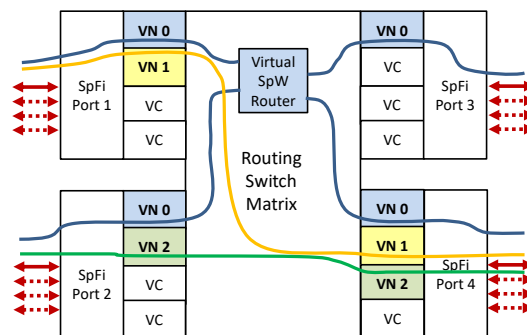 SpFi
Port 1
VN 0
VN 1
VC
VC
Virtual
SpW
Router
VN 0
VC
VC
VC
SpFi
Port 3
Routing
Switch
Matrix
SpFi
Port 2
VN 0
VN 2
VC
VC
VN 0
VN 1
VN 2
VC
SpFi
Port 4